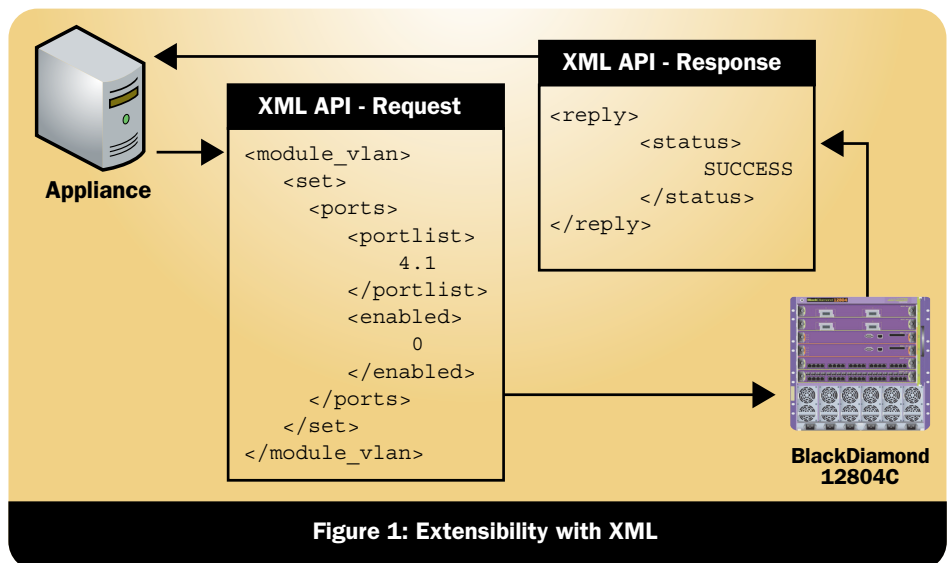 Appliance
XML API - Request
<module_vlan>
<set>
<ports>
<portlist>
4.1
</portlist>
<enabled>
0
</enabled>
</ports>
</set>
</module_vlan>
XML API - Response
<reply>
<status>
SUCCESS
</status>
</reply>
BlackDiamond
12804C
Figure 1: Extensibility with XML